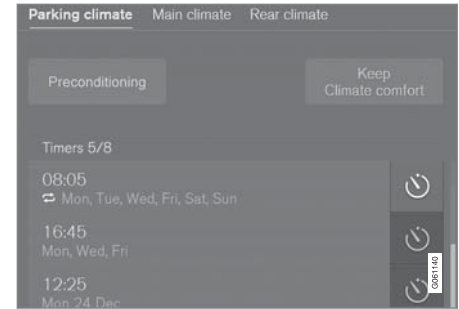 Parking climate Main climate Rear climate
Preconditioning
Keep
Climate comfort
Timers 5/8
08:05
Mon, Tue, Wed, Fri, Sat, Sun
16:45
Mon, Wed, Fri
12:25
Mon 24 Dec
G061140